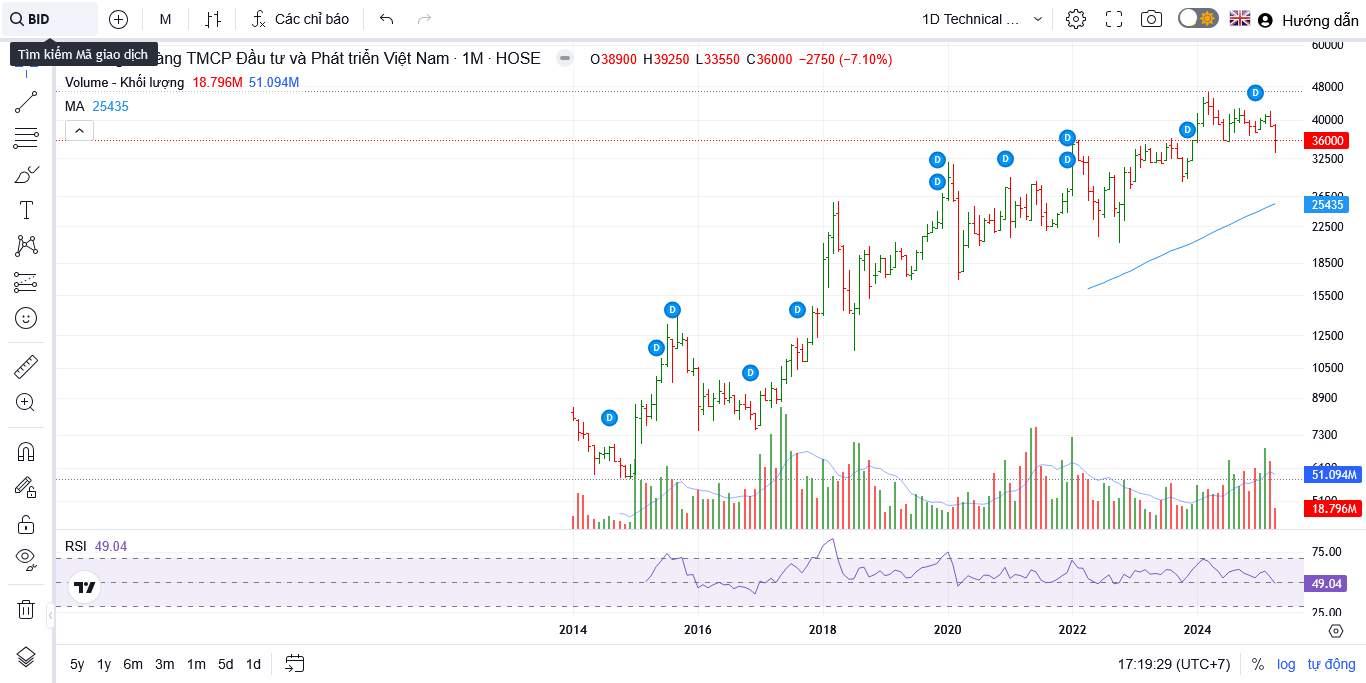 BID
M
Các chỉ báo
1D Technical ...
Hướng dẫn
Tìm kiếm Mã giao dịch
àng TMCP Đầu tư và Phát triển Việt Nam · 1M · HOSE
O38900 H39250 L33550 C36000 −2750 (−7.10%)
Volume - Khối lượng 18.796M 51.094M
MA 25435
60000
48000
40000
36000
32500
26500
25435
22500
18500
15500
12500
10500
8900
7300
6100
51.094M
5100
18.796M
D
D
D
D
D
D
D
D
D
D
D
D
RSI 49.04
75.00
49.04
25.00
2014 2016 2018 2020 2022 2024
5y 1y 6m 3m 1m 5d 1d
17:19:29 (UTC+7) % log tự động